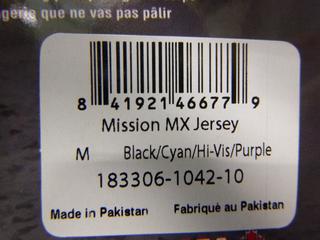 gerie que ne vas pas pâlir
8 41921 46677 9
Mission MX Jersey
M Black/Cyan/Hi-Vis/Purple
183306-1042-10
Made in Pakistan Fabriqué au Pakistan